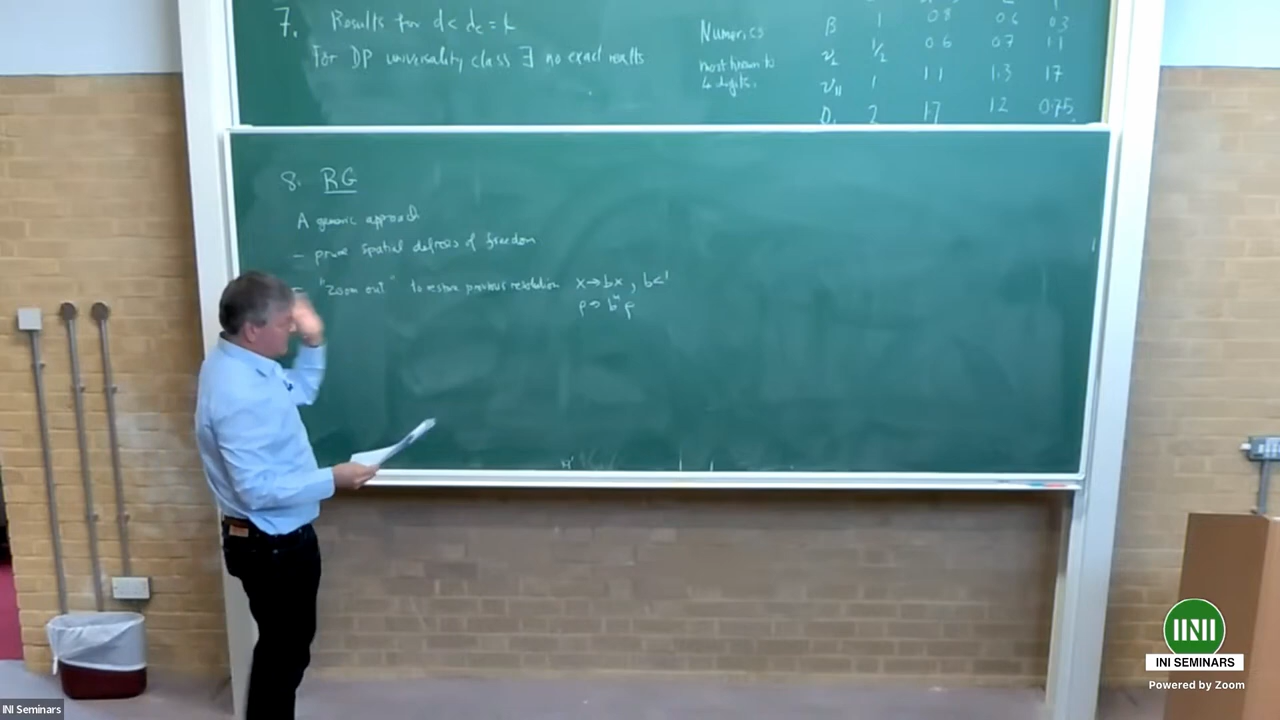 7. Results for d < d_c = 4
For DP universality class ∃ no exact results
Numerics
most known to
4 digits.
β 1 0.8 0.6 0.3
ν⊥ 1/2 0.6 0.7 1.1
ν∥ 1 1.1 1.3 1.7
D. 2 1.7 1.2 0.75
8. RG
A generic approach
- prune spatial degrees of freedom
- "Zoom out" to restore previous resolution x→bx, b<1
ρ→ b ρ
INI SEMINARS
Powered by Zoom
INI Seminars